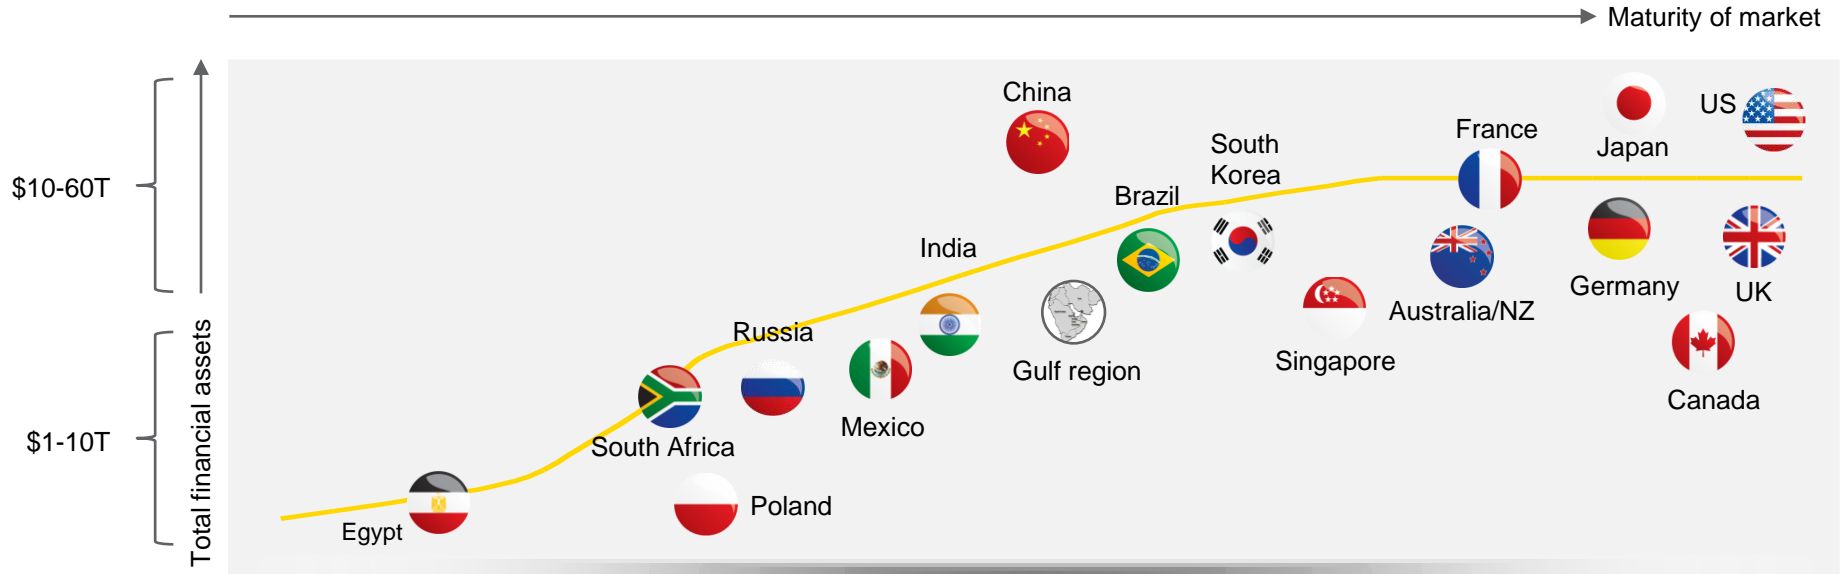 Maturity of market
China
US
France
Japan
South
Korea
$10-60T
Brazil
India
Germany
UK
Australia/NZ
Russia
Singapore
Gulf region
Canada
Mexico
$1-10T
South Africa
Total financial assets
Poland
Egypt